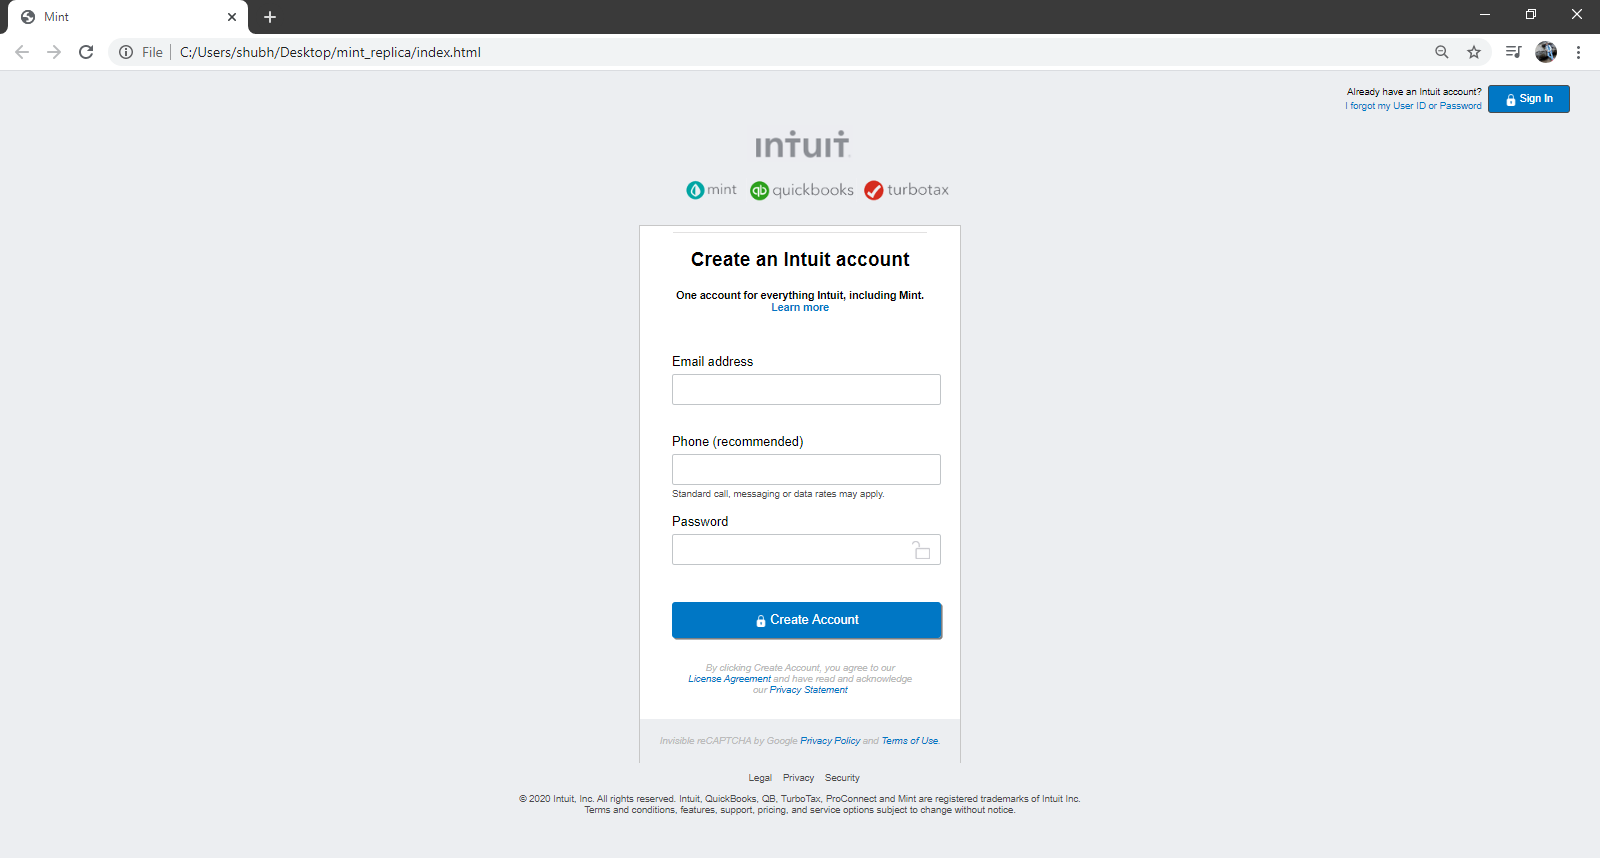 Mint
File
C:/Users/shubh/Desktop/mint_replica/index.html
Already have an Intuit account?
I forgot my User ID or Password
Sign In
intuit
mint
qb quickbooks
turbotax
Create an Intuit account
One account for everything Intuit, including Mint.
Learn more
Email address
Phone (recommended)
Standard call, messaging or data rates may apply.
Password
Create Account
By clicking Create Account, you agree to our
License Agreement and have read and acknowledge
our Privacy Statement
Invisible reCAPTCHA by Google Privacy Policy and Terms of Use.
Legal Privacy Security
© 2020 Intuit, Inc. All rights reserved. Intuit, QuickBooks, QB, TurboTax, ProConnect and Mint are registered trademarks of Intuit Inc.
Terms and conditions, features, support, pricing, and service options subject to change without notice.